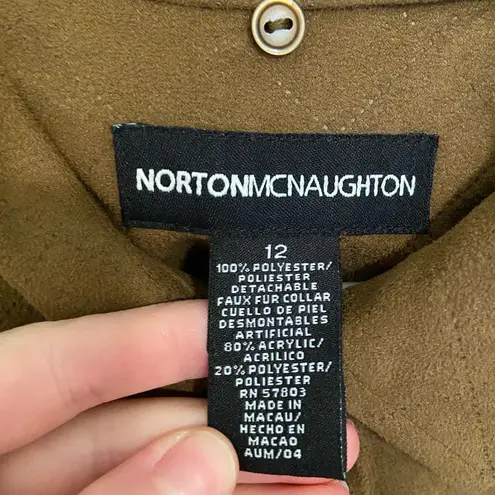 NORTONMCNAUGHTON
12
100% POLYESTER/
POLIESTER
DETACHABLE
FAUX FUR COLLAR
CUELLO DE PIEL
DESMONTABLES
ARTIFICIAL
80% ACRYLIC/
ACRILICO
20% POLYESTER/
POLIESTER
RN 57803
MADE IN
MACAU/
HECHO EN
MACAO
AUM/04